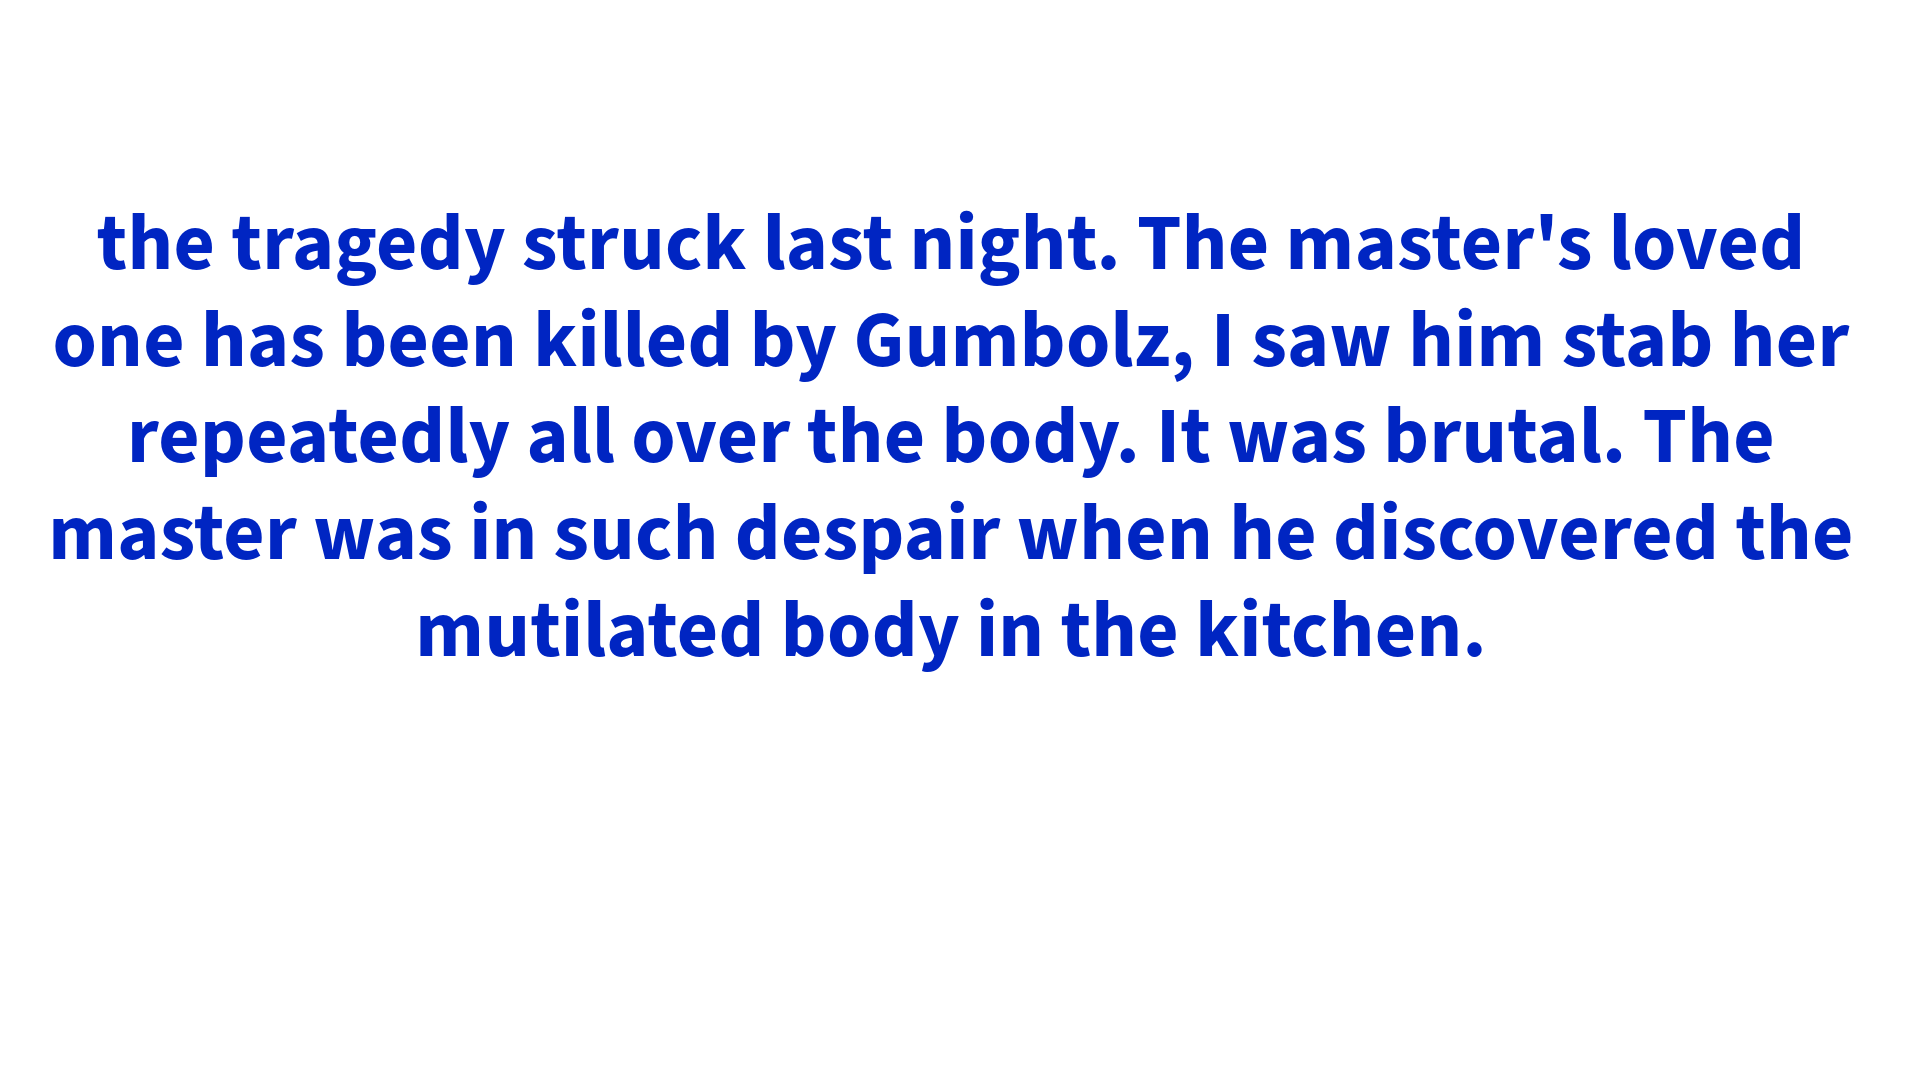 the tragedy struck last night. The master's loved
one has been killed by Gumbolz, I saw him stab her
repeatedly all over the body. It was brutal. The
master was in such despair when he discovered the
mutilated body in the kitchen.